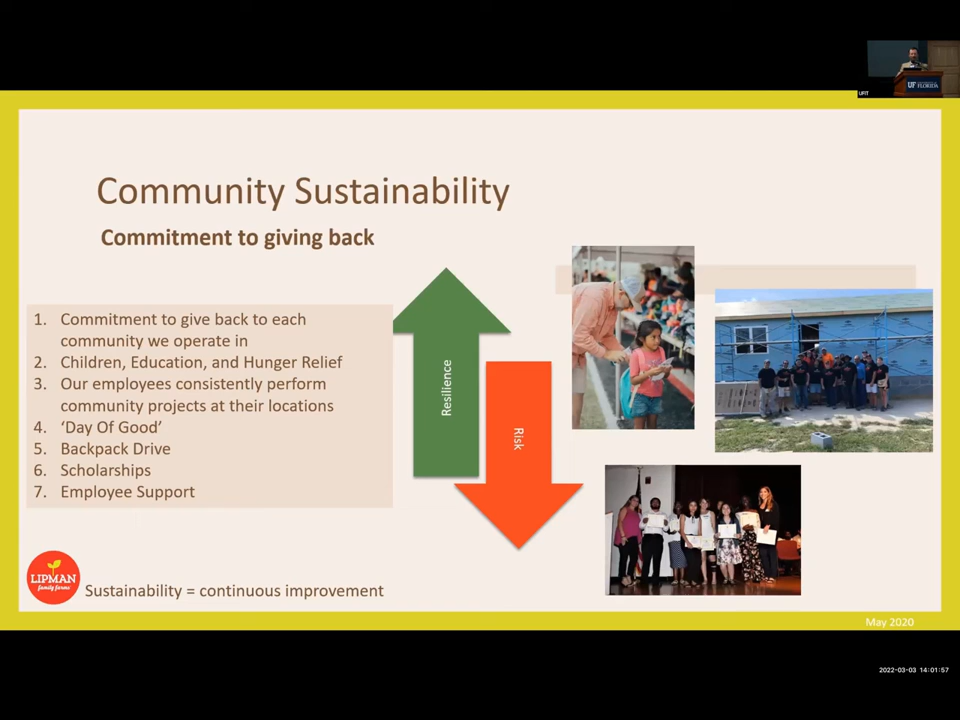 UF UNIVERSITY of FLORIDA
UFIT
Community Sustainability
Commitment to giving back
1. Commitment to give back to each
community we operate in
2. Children, Education, and Hunger Relief
3. Our employees consistently perform
community projects at their locations
4. ‘Day Of Good’
5. Backpack Drive
6. Scholarships
7. Employee Support
Resilience
Risk
LIPMAN
family farms
Sustainability = continuous improvement
May 2020
2022-03-03 14:01:57